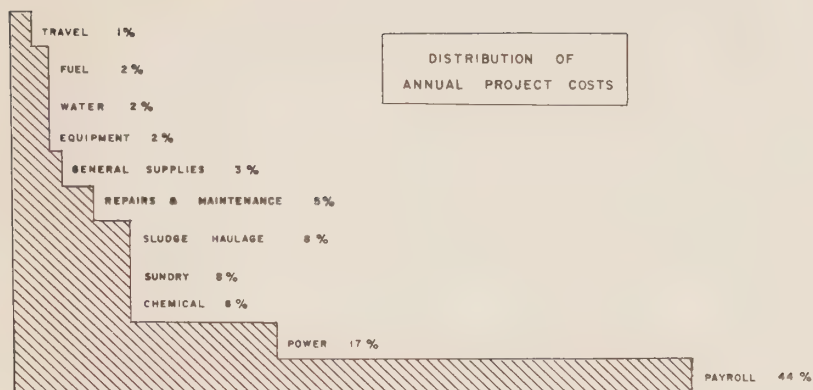 DISTRIBUTION OF
ANNUAL PROJECT COSTS
TRAVEL 1%
FUEL 2%
WATER 2%
EQUIPMENT 2%
GENERAL SUPPLIES 3%
REPAIRS & MAINTENANCE 5%
SLUDGE HAULAGE 8%
SUNDRY 8%
CHEMICAL 8%
POWER 17%
PAYROLL 44%